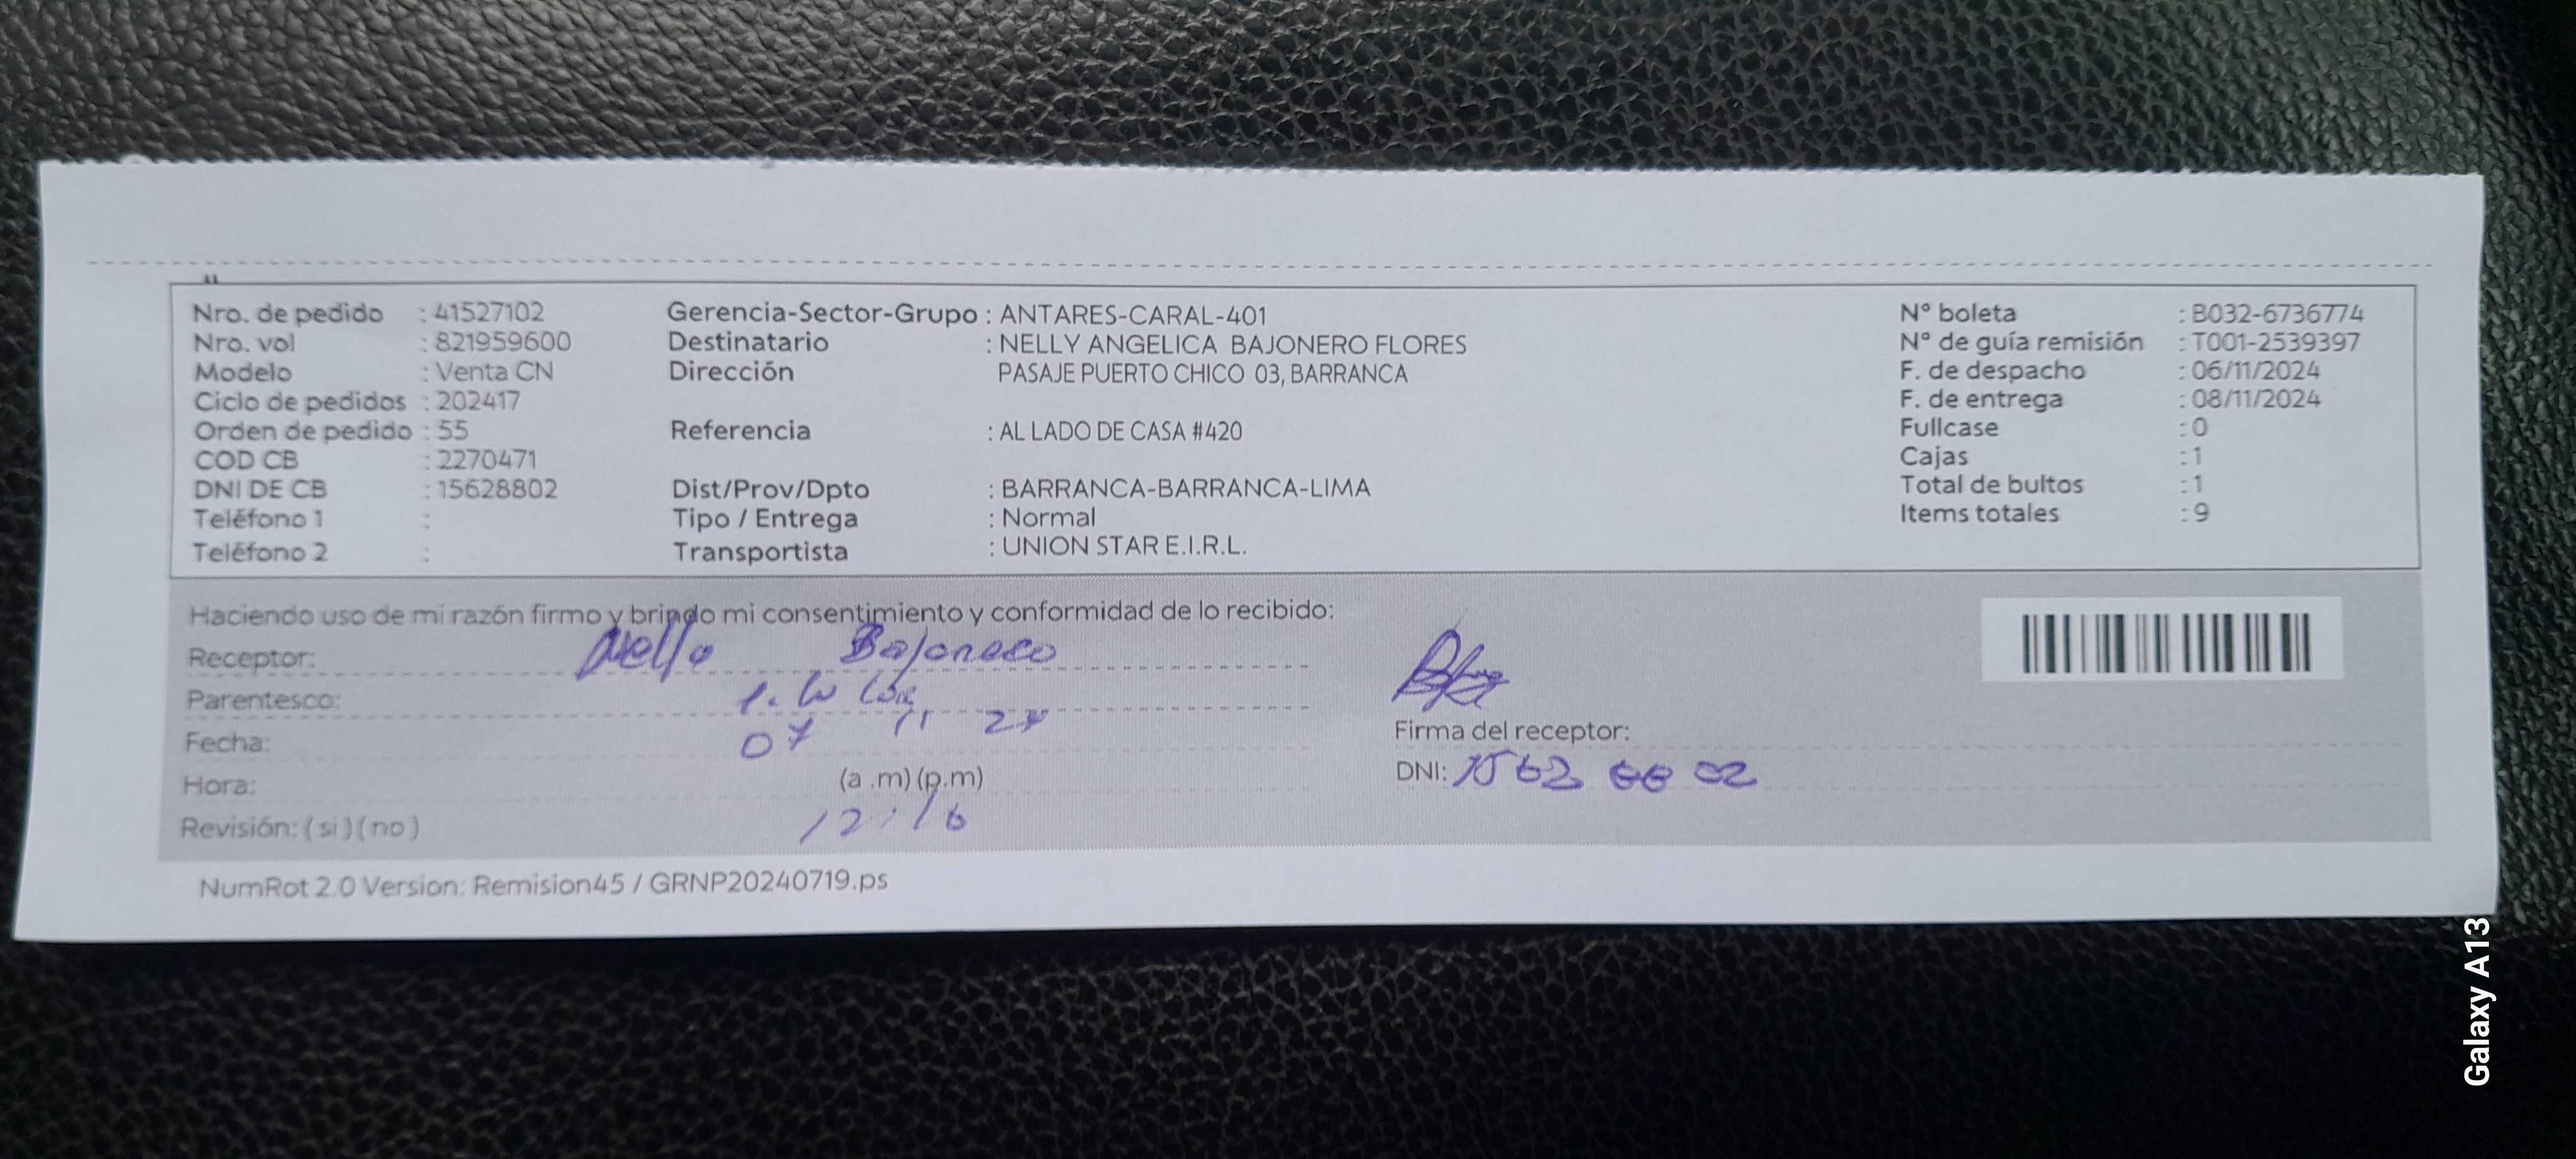 Nro. de pedido : 41527102 Gerencia-Sector-Grupo : ANTARES-CARAL-401 N° boleta : B032-6736774
Nro. vol : 821959600 Destinatario : NELLY ANGELICA BAJONERO FLORES N° de guía remisión : T001-2539397
Modelo : Venta CN Dirección PASAJE PUERTO CHICO 03, BARRANCA F. de despacho : 06/11/2024
Ciclo de pedidos : 202417 F. de entrega : 08/11/2024
Orden de pedido : 55 Referencia : AL LADO DE CASA #420 Fullcase : 0
COD CB : 2270471 Cajas : 1
DNI DE CB : 15628802 Dist/Prov/Dpto : BARRANCA-BARRANCA-LIMA Total de bultos : 1
Teléfono 1 : Tipo / Entrega : Normal Items totales : 9
Teléfono 2 : Transportista : UNION STAR E.I.R.L.
Haciendo uso de mi razón firmo y brindo mi consentimiento y conformidad de lo recibido:
Receptor:
Parentesco:
Fecha: 07 11 24 Firma del receptor:
Hora: (a .m) (p.m) DNI:
Revisión: ( si ) ( no ) 12:16
NumRot 2.0 Version: Remision45 / GRNP20240719.ps
Galaxy A13